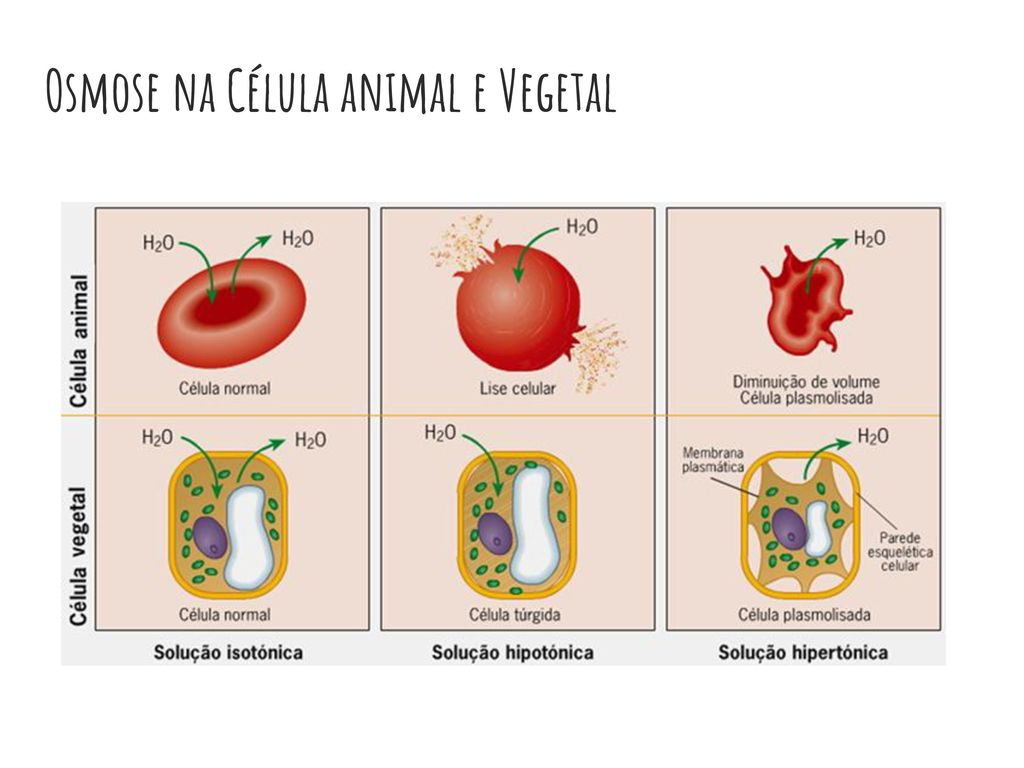 Osmose na Célula animal e Vegetal
Célula animal
H2O
H2O
Célula normal
H2O
Lise celular
H2O
Diminuição de volume
Célula plasmolisada
Célula vegetal
H2O
H2O
Célula normal
H2O
Célula túrgida
H2O
Membrana
plasmática
Parede
esquelética
celular
Célula plasmolisada
Solução isotónica
Solução hipotónica
Solução hipertónica